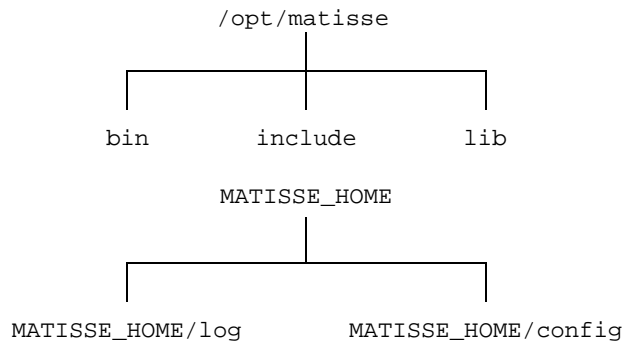 /opt/matisse
bin include lib
MATISSE_HOME
MATISSE_HOME/log MATISSE_HOME/config